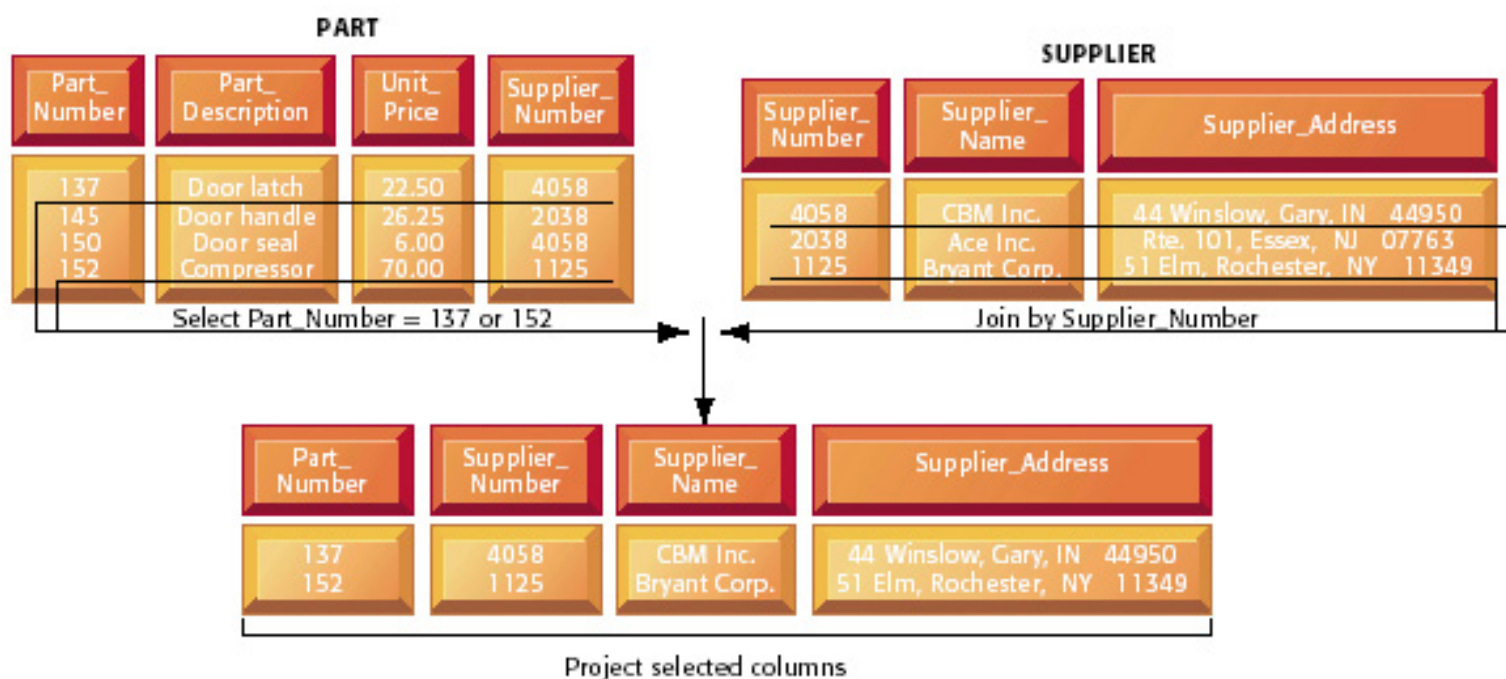 PART
Part_
Number
Part_
Description
Unit_
Price
Supplier_
Number
137 Door latch 22.50 4058
145 Door handle 26.25 2038
150 Door seal 6.00 4058
152 Compressor 70.00 1125
Select Part_Number = 137 or 152
SUPPLIER
Supplier_
Number
Supplier_
Name
Supplier_Address
4058 CBM Inc. 44 Winslow, Gary, IN 44950
2038 Ace Inc. Rte. 101, Essex, NJ 07763
1125 Bryant Corp. 51 Elm, Rochester, NY 11349
Join by Supplier_Number
Part_
Number
Supplier_
Number
Supplier_
Name
Supplier_Address
137 4058 CBM Inc. 44 Winslow, Gary, IN 44950
152 1125 Bryant Corp. 51 Elm, Rochester, NY 11349
Project selected columns